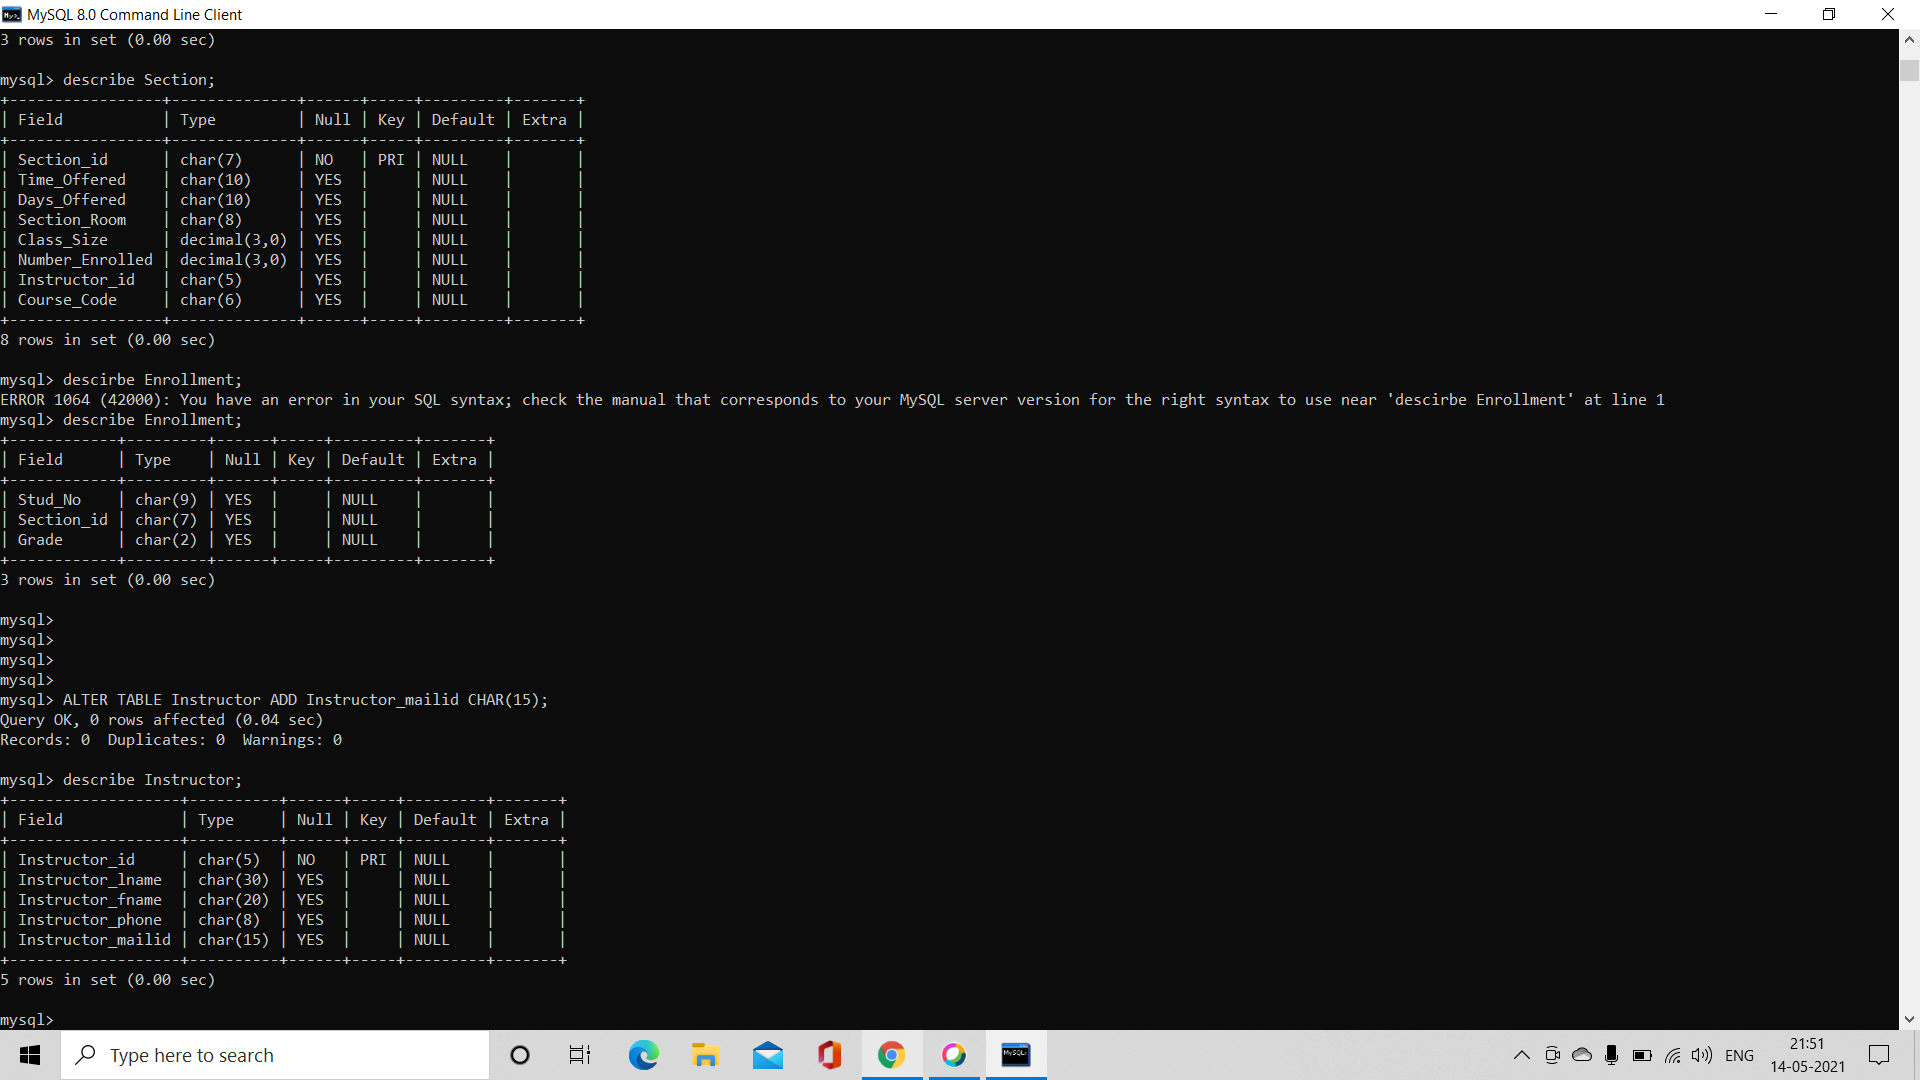 MySQL 8.0 Command Line Client
3 rows in set (0.00 sec)
mysql> describe Section;
+-----------------+--------------+------+-----+---------+-------+
| Field           | Type         | Null | Key | Default | Extra |
+-----------------+--------------+------+-----+---------+-------+
| Section_id      | char(7)      | NO   | PRI | NULL    |       |
| Time_Offered    | char(10)     | YES  |     | NULL    |       |
| Days_Offered    | char(10)     | YES  |     | NULL    |       |
| Section_Room    | char(8)      | YES  |     | NULL    |       |
| Class_Size      | decimal(3,0) | YES  |     | NULL    |       |
| Number_Enrolled | decimal(3,0) | YES  |     | NULL    |       |
| Instructor_id   | char(5)      | YES  |     | NULL    |       |
| Course_Code     | char(6)      | YES  |     | NULL    |       |
+-----------------+--------------+------+-----+---------+-------+
8 rows in set (0.00 sec)
mysql> descirbe Enrollment;
ERROR 1064 (42000): You have an error in your SQL syntax; check the manual that corresponds to your MySQL server version for the right syntax to use near 'descirbe Enrollment' at line 1
mysql> describe Enrollment;
+------------+---------+------+-----+---------+-------+
| Field      | Type    | Null | Key | Default | Extra |
+------------+---------+------+-----+---------+-------+
| Stud_No    | char(9) | YES  |     | NULL    |       |
| Section_id | char(7) | YES  |     | NULL    |       |
| Grade      | char(2) | YES  |     | NULL    |       |
+------------+---------+------+-----+---------+-------+
3 rows in set (0.00 sec)
mysql>
mysql>
mysql>
mysql>
mysql> ALTER TABLE Instructor ADD Instructor_mailid CHAR(15);
Query OK, 0 rows affected (0.04 sec)
Records: 0  Duplicates: 0  Warnings: 0
mysql> describe Instructor;
+-------------------+----------+------+-----+---------+-------+
| Field             | Type     | Null | Key | Default | Extra |
+-------------------+----------+------+-----+---------+-------+
| Instructor_id     | char(5)  | NO   | PRI | NULL    |       |
| Instructor_lname  | char(30) | YES  |     | NULL    |       |
| Instructor_fname  | char(20) | YES  |     | NULL    |       |
| Instructor_phone  | char(8)  | YES  |     | NULL    |       |
| Instructor_mailid | char(15) | YES  |     | NULL    |       |
+-------------------+----------+------+-----+---------+-------+
5 rows in set (0.00 sec)
mysql>
Type here to search
ENG
21:51
14-05-2021